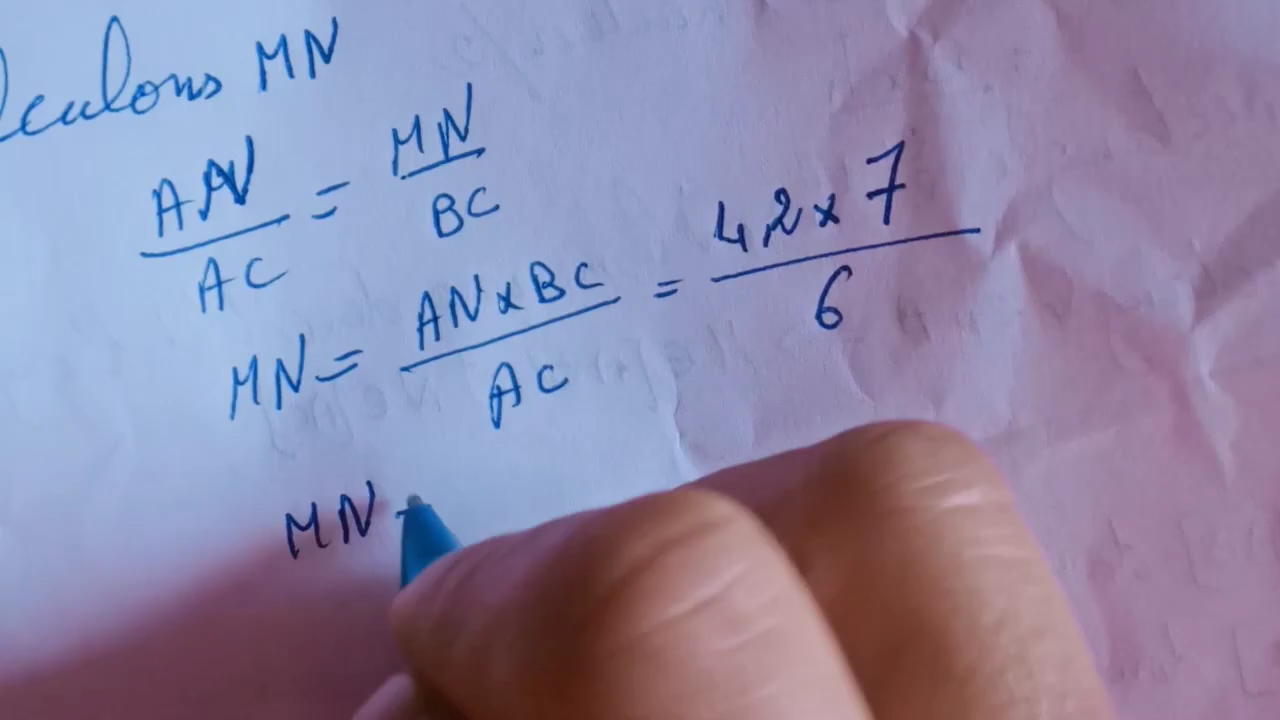 lculons MN
AN/AC = MN/BC
MN = AN x BC/AC = 4,2 x 7/6
MN =